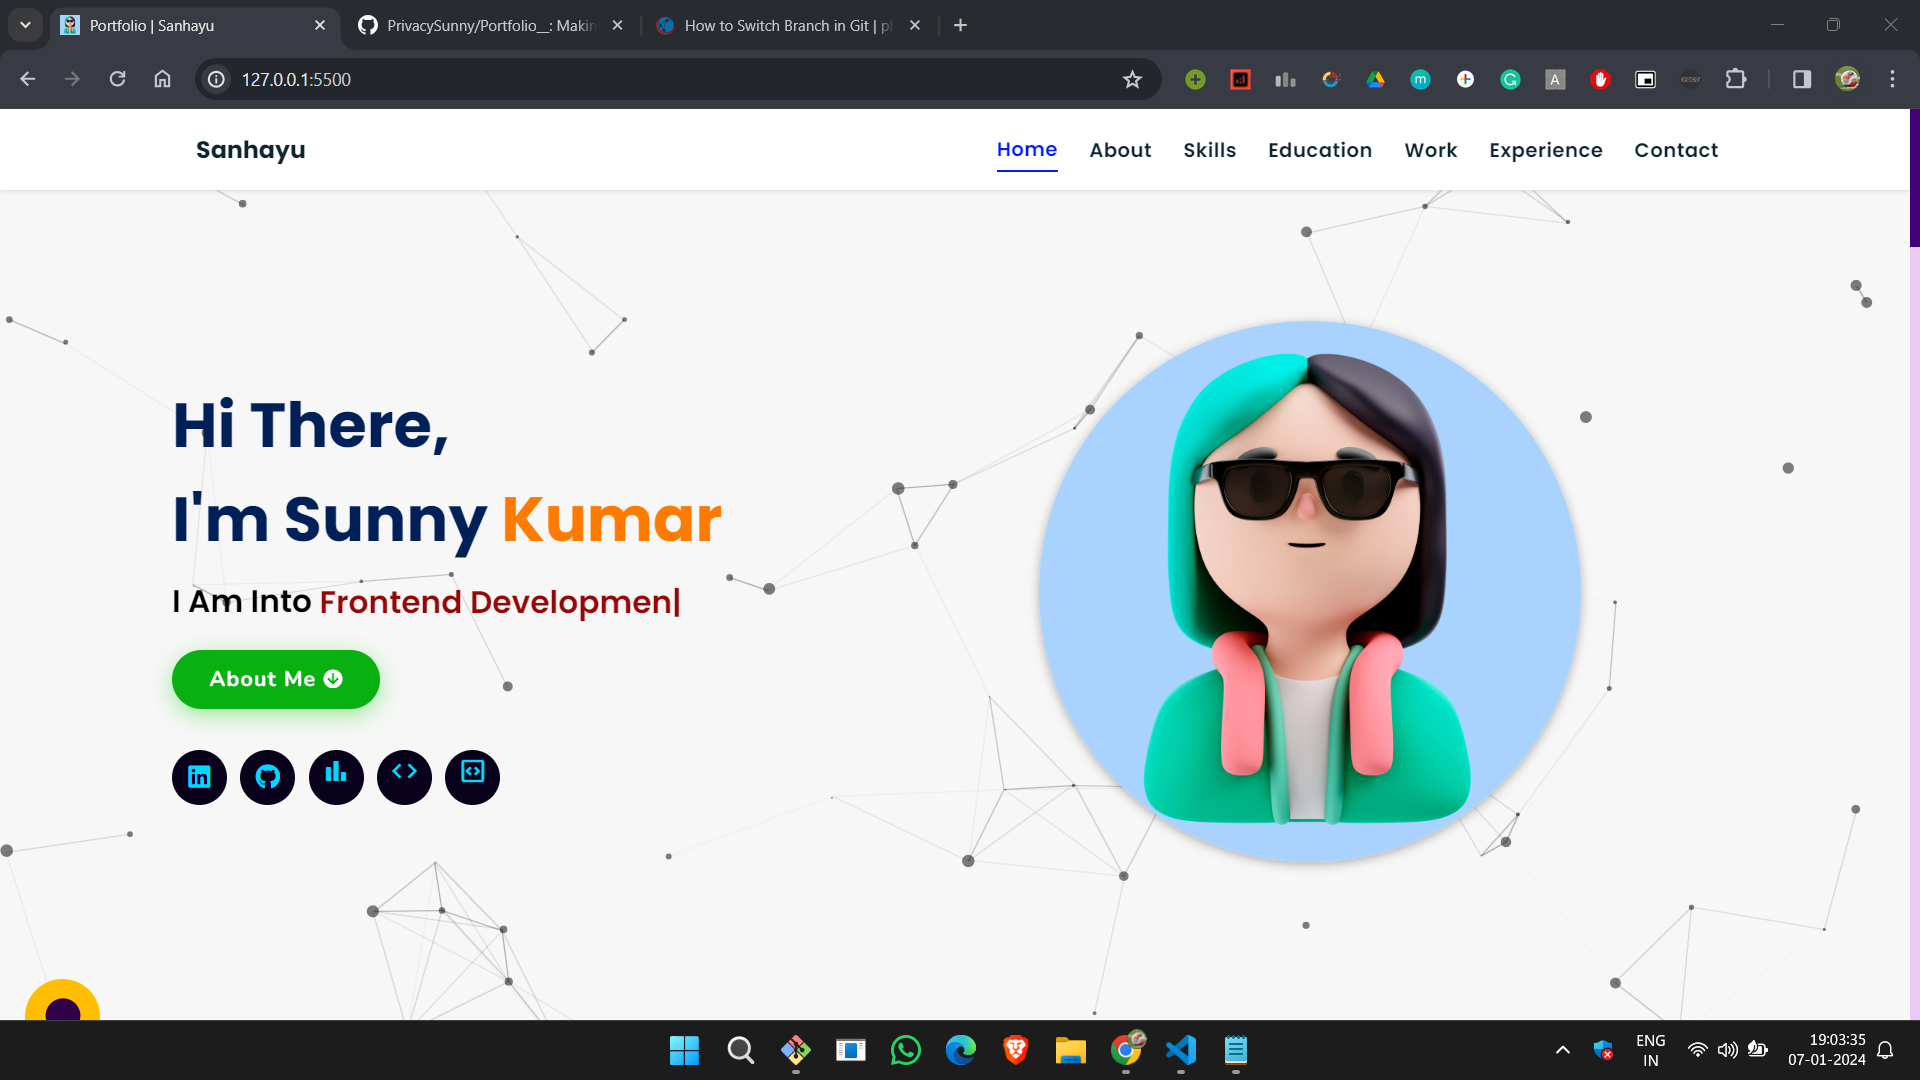 Portfolio | Sanhayu
PrivacySunny/Portfolio__: Makin
How to Switch Branch in Git | ph
127.0.0.1:5500
Sanhayu
Home About Skills Education Work Experience Contact
Hi There,
I'm Sunny Kumar
I Am Into Frontend Developmen|
About Me
ENG
IN
19:03:35
07-01-2024